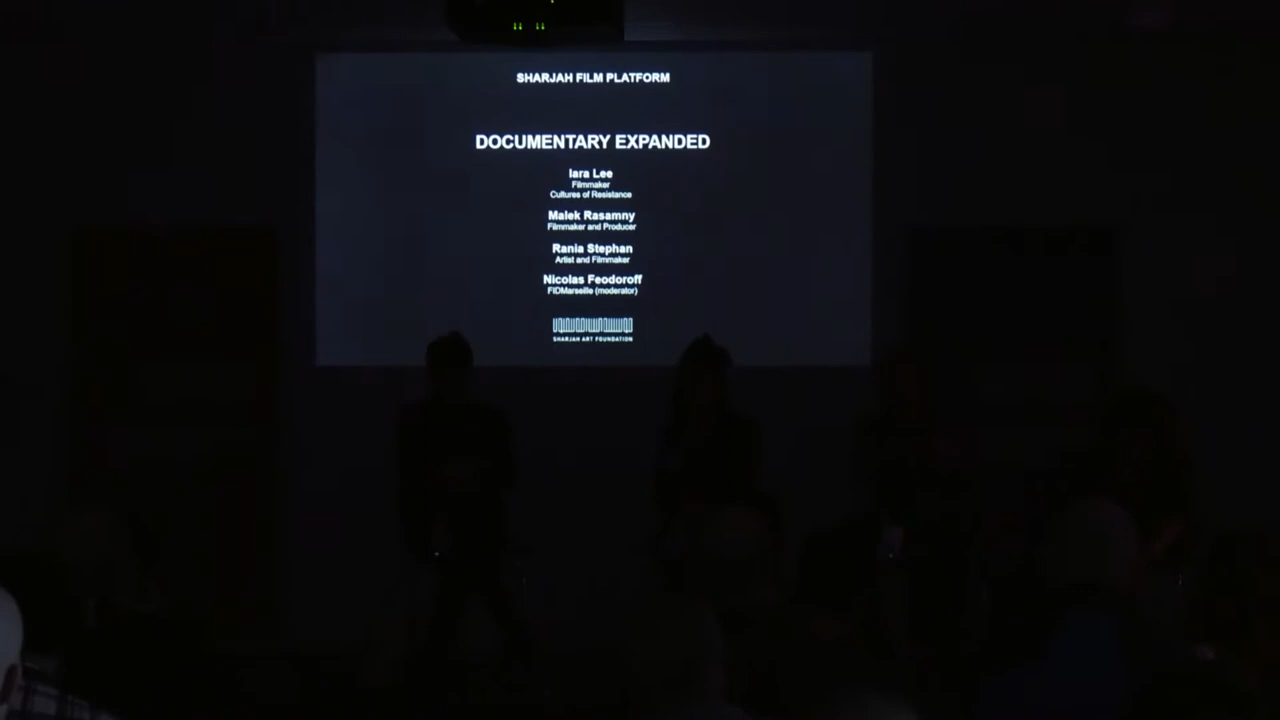 SHARJAH FILM PLATFORM
DOCUMENTARY EXPANDED
Iara Lee
Filmmaker
Cultures of Resistance
Malek Rasamny
Filmmaker and Producer
Rania Stephan
Artist and Filmmaker
Nicolas Feodoroff
FIDMarseille (moderator)
SHARJAH ART FOUNDATION